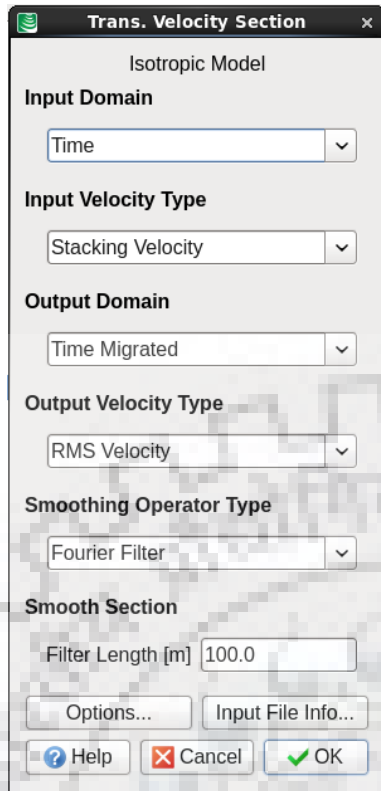 Trans. Velocity Section
Isotropic Model
Input Domain
Time
Input Velocity Type
Stacking Velocity
Output Domain
Time Migrated
Output Velocity Type
RMS Velocity
Smoothing Operator Type
Fourier Filter
Smooth Section
Filter Length [m] 100.0
Options... Input File Info...
Help Cancel OK